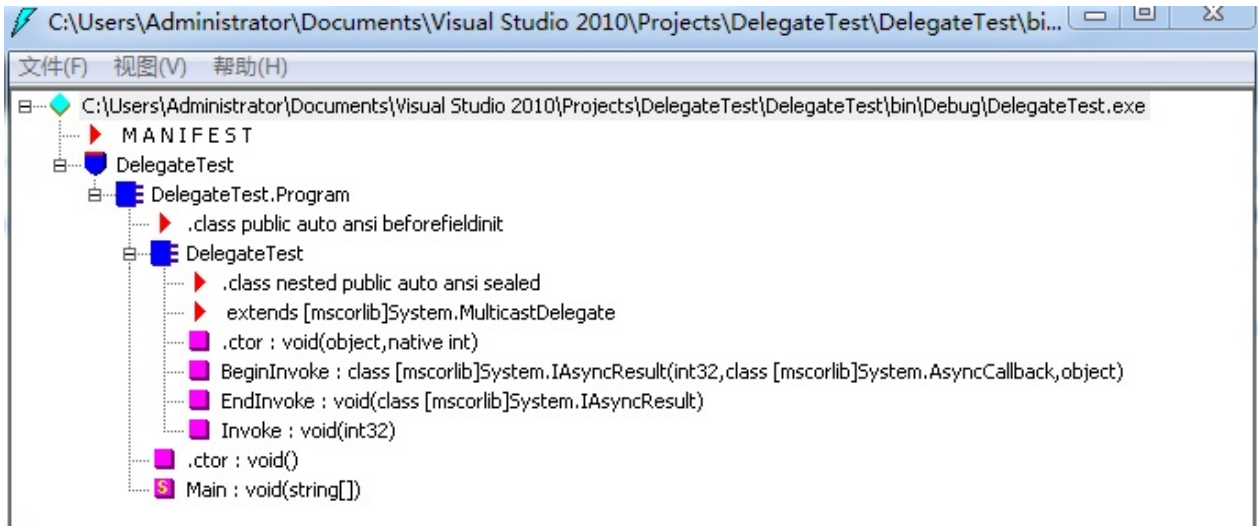 C:\Users\Administrator\Documents\Visual Studio 2010\Projects\DelegateTest\DelegateTest\bi...
文件(F) 视图(V) 帮助(H)
C:\Users\Administrator\Documents\Visual Studio 2010\Projects\DelegateTest\DelegateTest\bin\Debug\DelegateTest.exe
MANIFEST
DelegateTest
DelegateTest.Program
.class public auto ansi beforefieldinit
DelegateTest
.class nested public auto ansi sealed
extends [mscorlib]System.MulticastDelegate
.ctor : void(object,native int)
BeginInvoke : class [mscorlib]System.IAsyncResult(int32,class [mscorlib]System.AsyncCallback,object)
EndInvoke : void(class [mscorlib]System.IAsyncResult)
Invoke : void(int32)
.ctor : void()
S Main : void(string[])